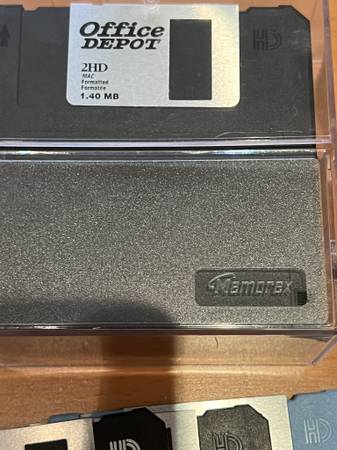 Office
DEPOT
HD
2HD
MAC
Formatted
Formatée
1.40 MB
Memorex
HD
HD
HD